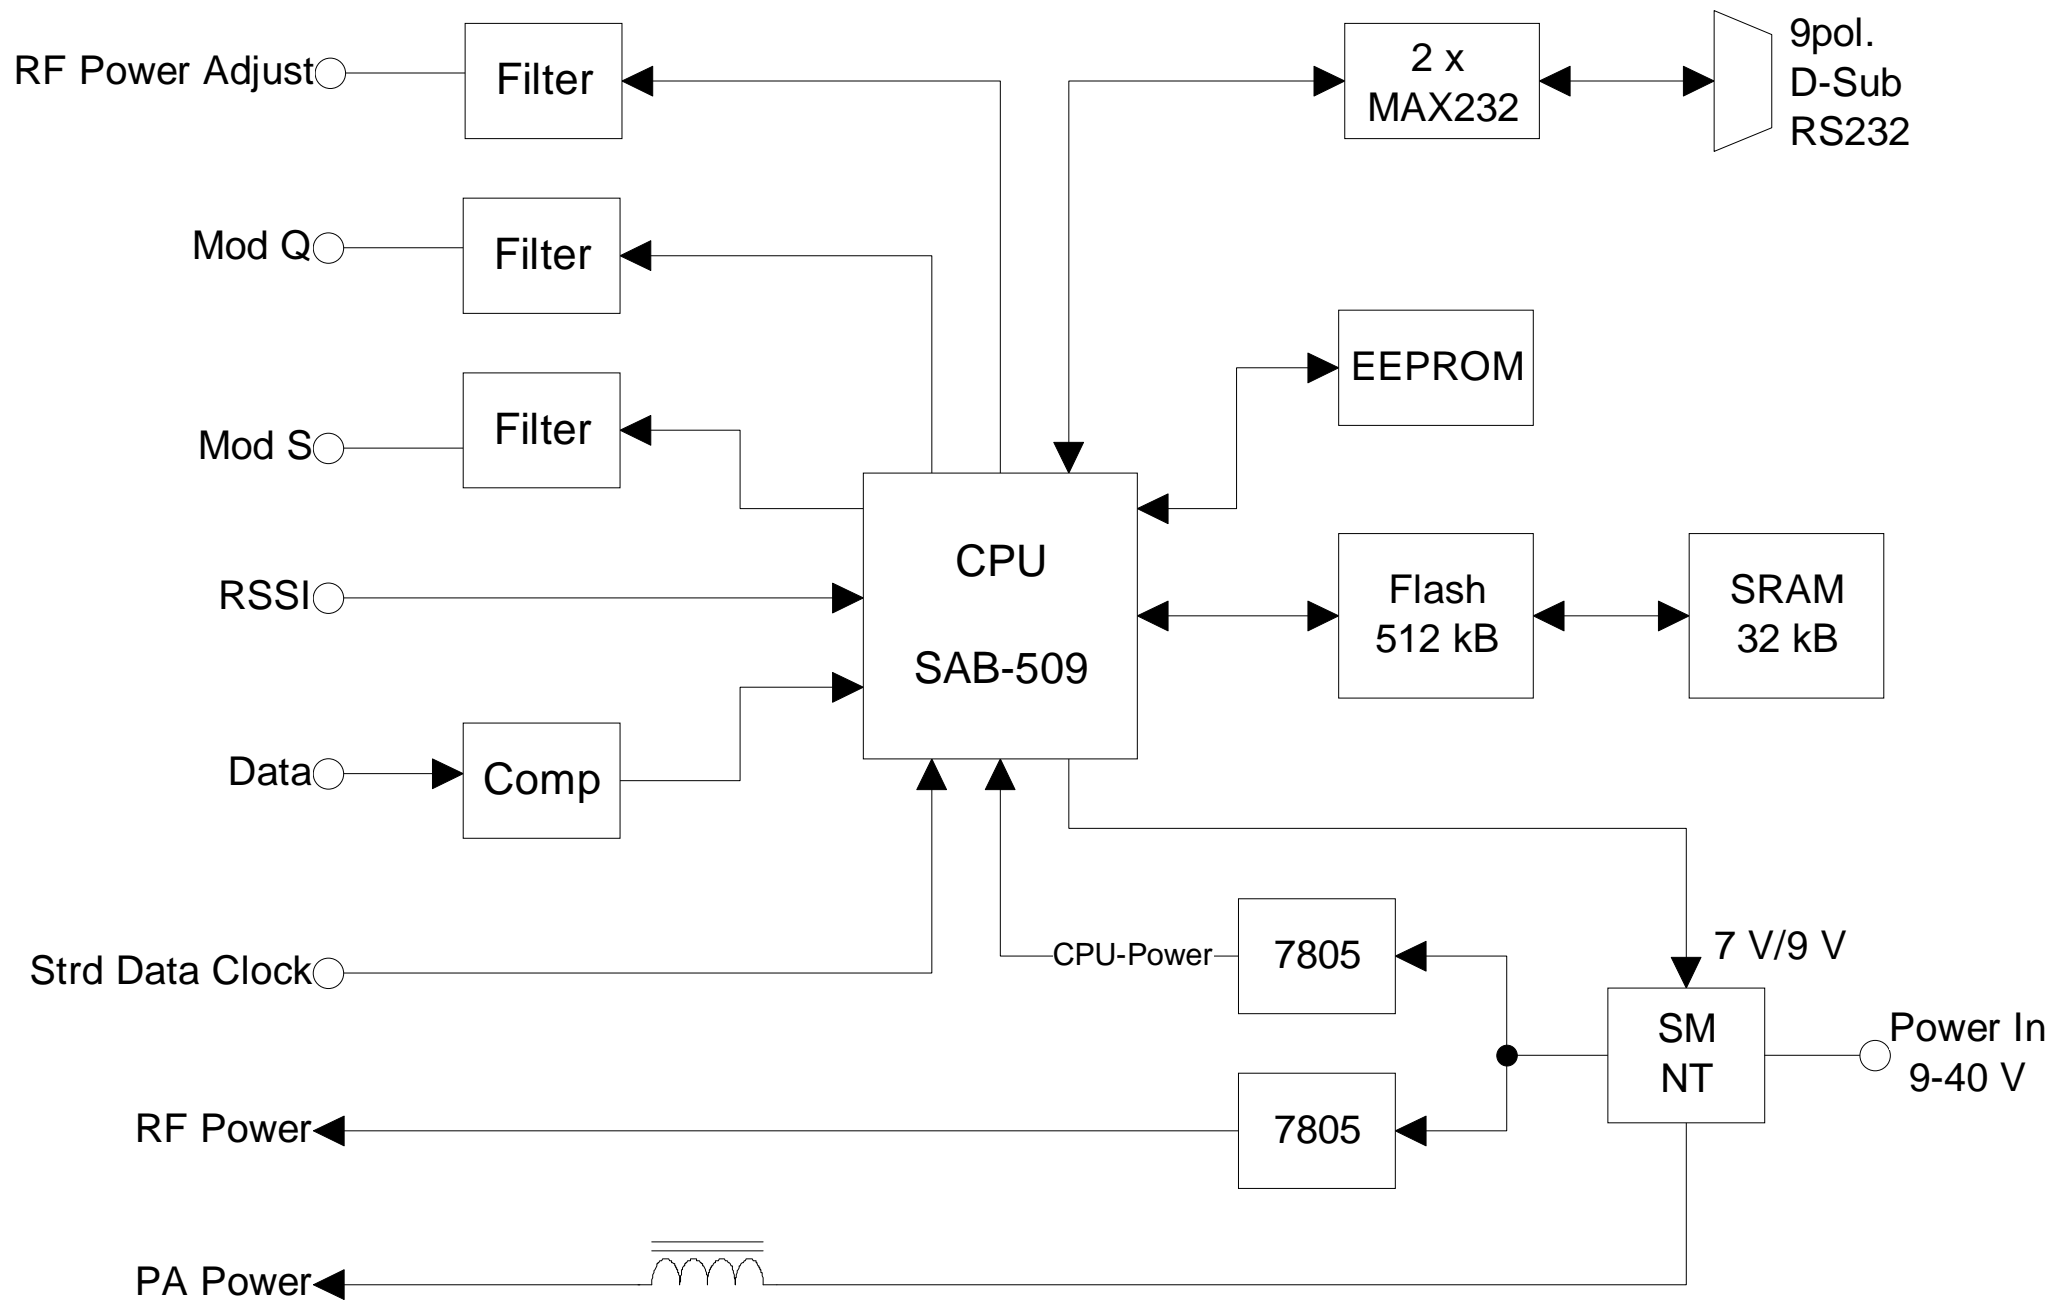 RF Power Adjust
Filter
2 x
MAX232
9pol.
D-Sub
RS232
Mod Q
Filter
EEPROM
Mod S
Filter
CPU
SAB-509
RSSI
Flash
512 kB
SRAM
32 kB
Data
Comp
Strd Data Clock
CPU-Power
7805
7 V/9 V
SM
NT
Power In
9-40 V
RF Power
7805
PA Power